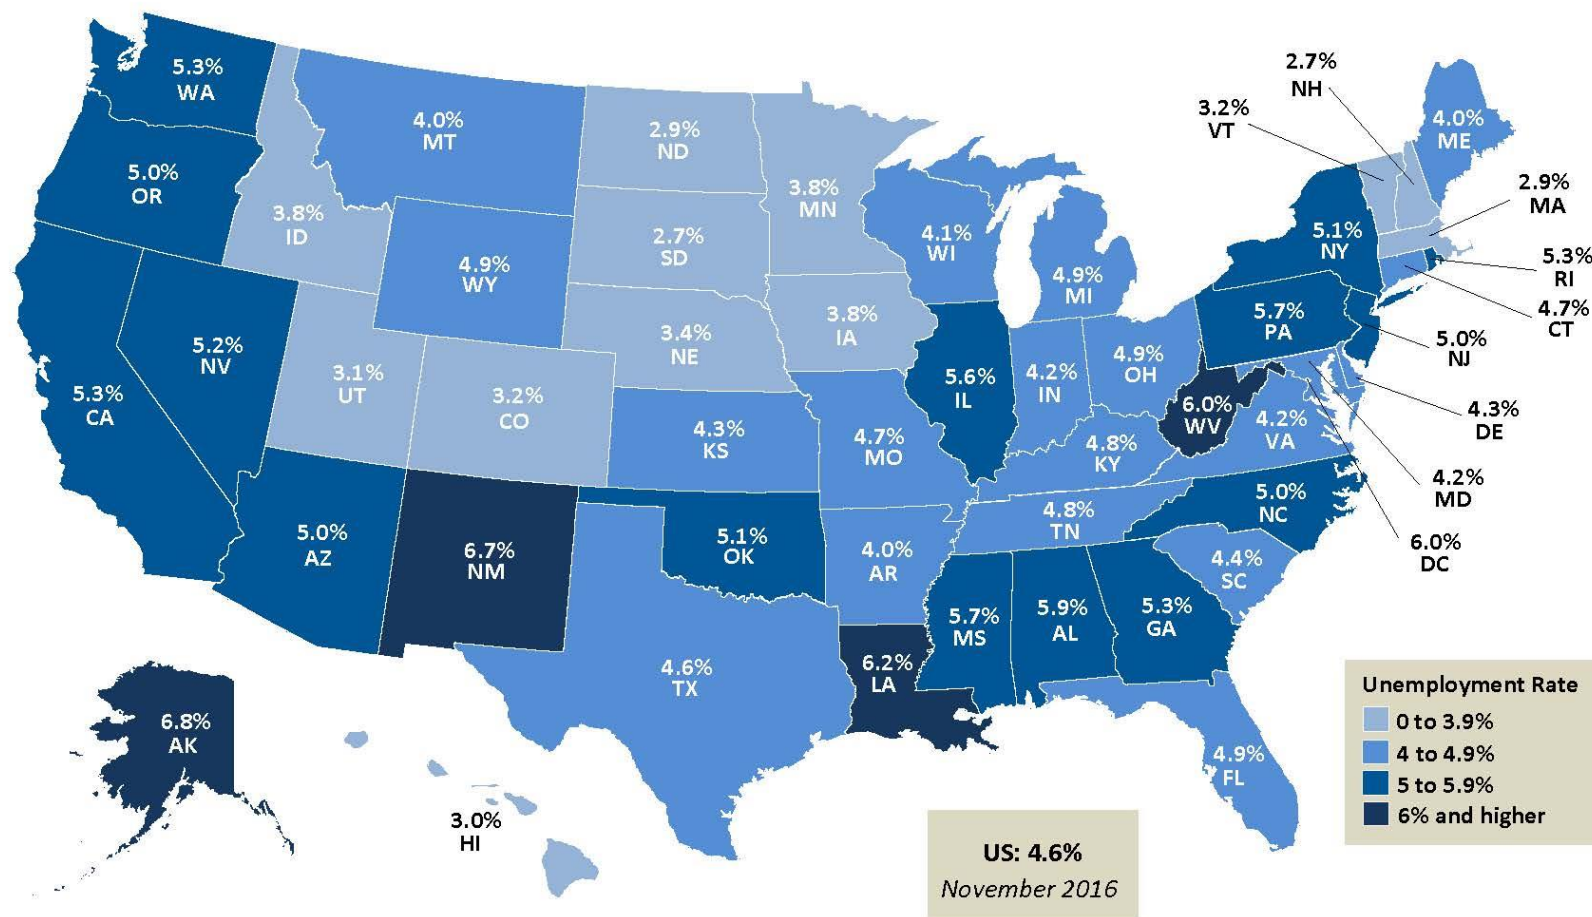 5.3%
WA
5.0%
OR
5.3%
CA
5.2%
NV
3.8%
ID
4.0%
MT
4.9%
WY
3.1%
UT
3.2%
CO
5.0%
AZ
6.7%
NM
2.9%
ND
2.7%
SD
3.4%
NE
4.3%
KS
5.1%
OK
4.6%
TX
3.8%
MN
3.8%
IA
4.7%
MO
4.0%
AR
6.2%
LA
4.1%
WI
5.6%
IL
4.9%
MI
4.2%
IN
4.9%
OH
4.8%
KY
4.8%
TN
5.7%
MS
5.9%
AL
5.3%
GA
4.9%
FL
4.4%
SC
5.0%
NC
4.2%
VA
6.0%
WV
5.7%
PA
5.1%
NY
3.2%
VT
2.7%
NH
4.0%
ME
2.9%
MA
5.3%
RI
4.7%
CT
5.0%
NJ
4.3%
DE
4.2%
MD
6.0%
DC
6.8%
AK
3.0%
HI
Unemployment Rate
0 to 3.9%
4 to 4.9%
5 to 5.9%
6% and higher
US: 4.6%
November 2016